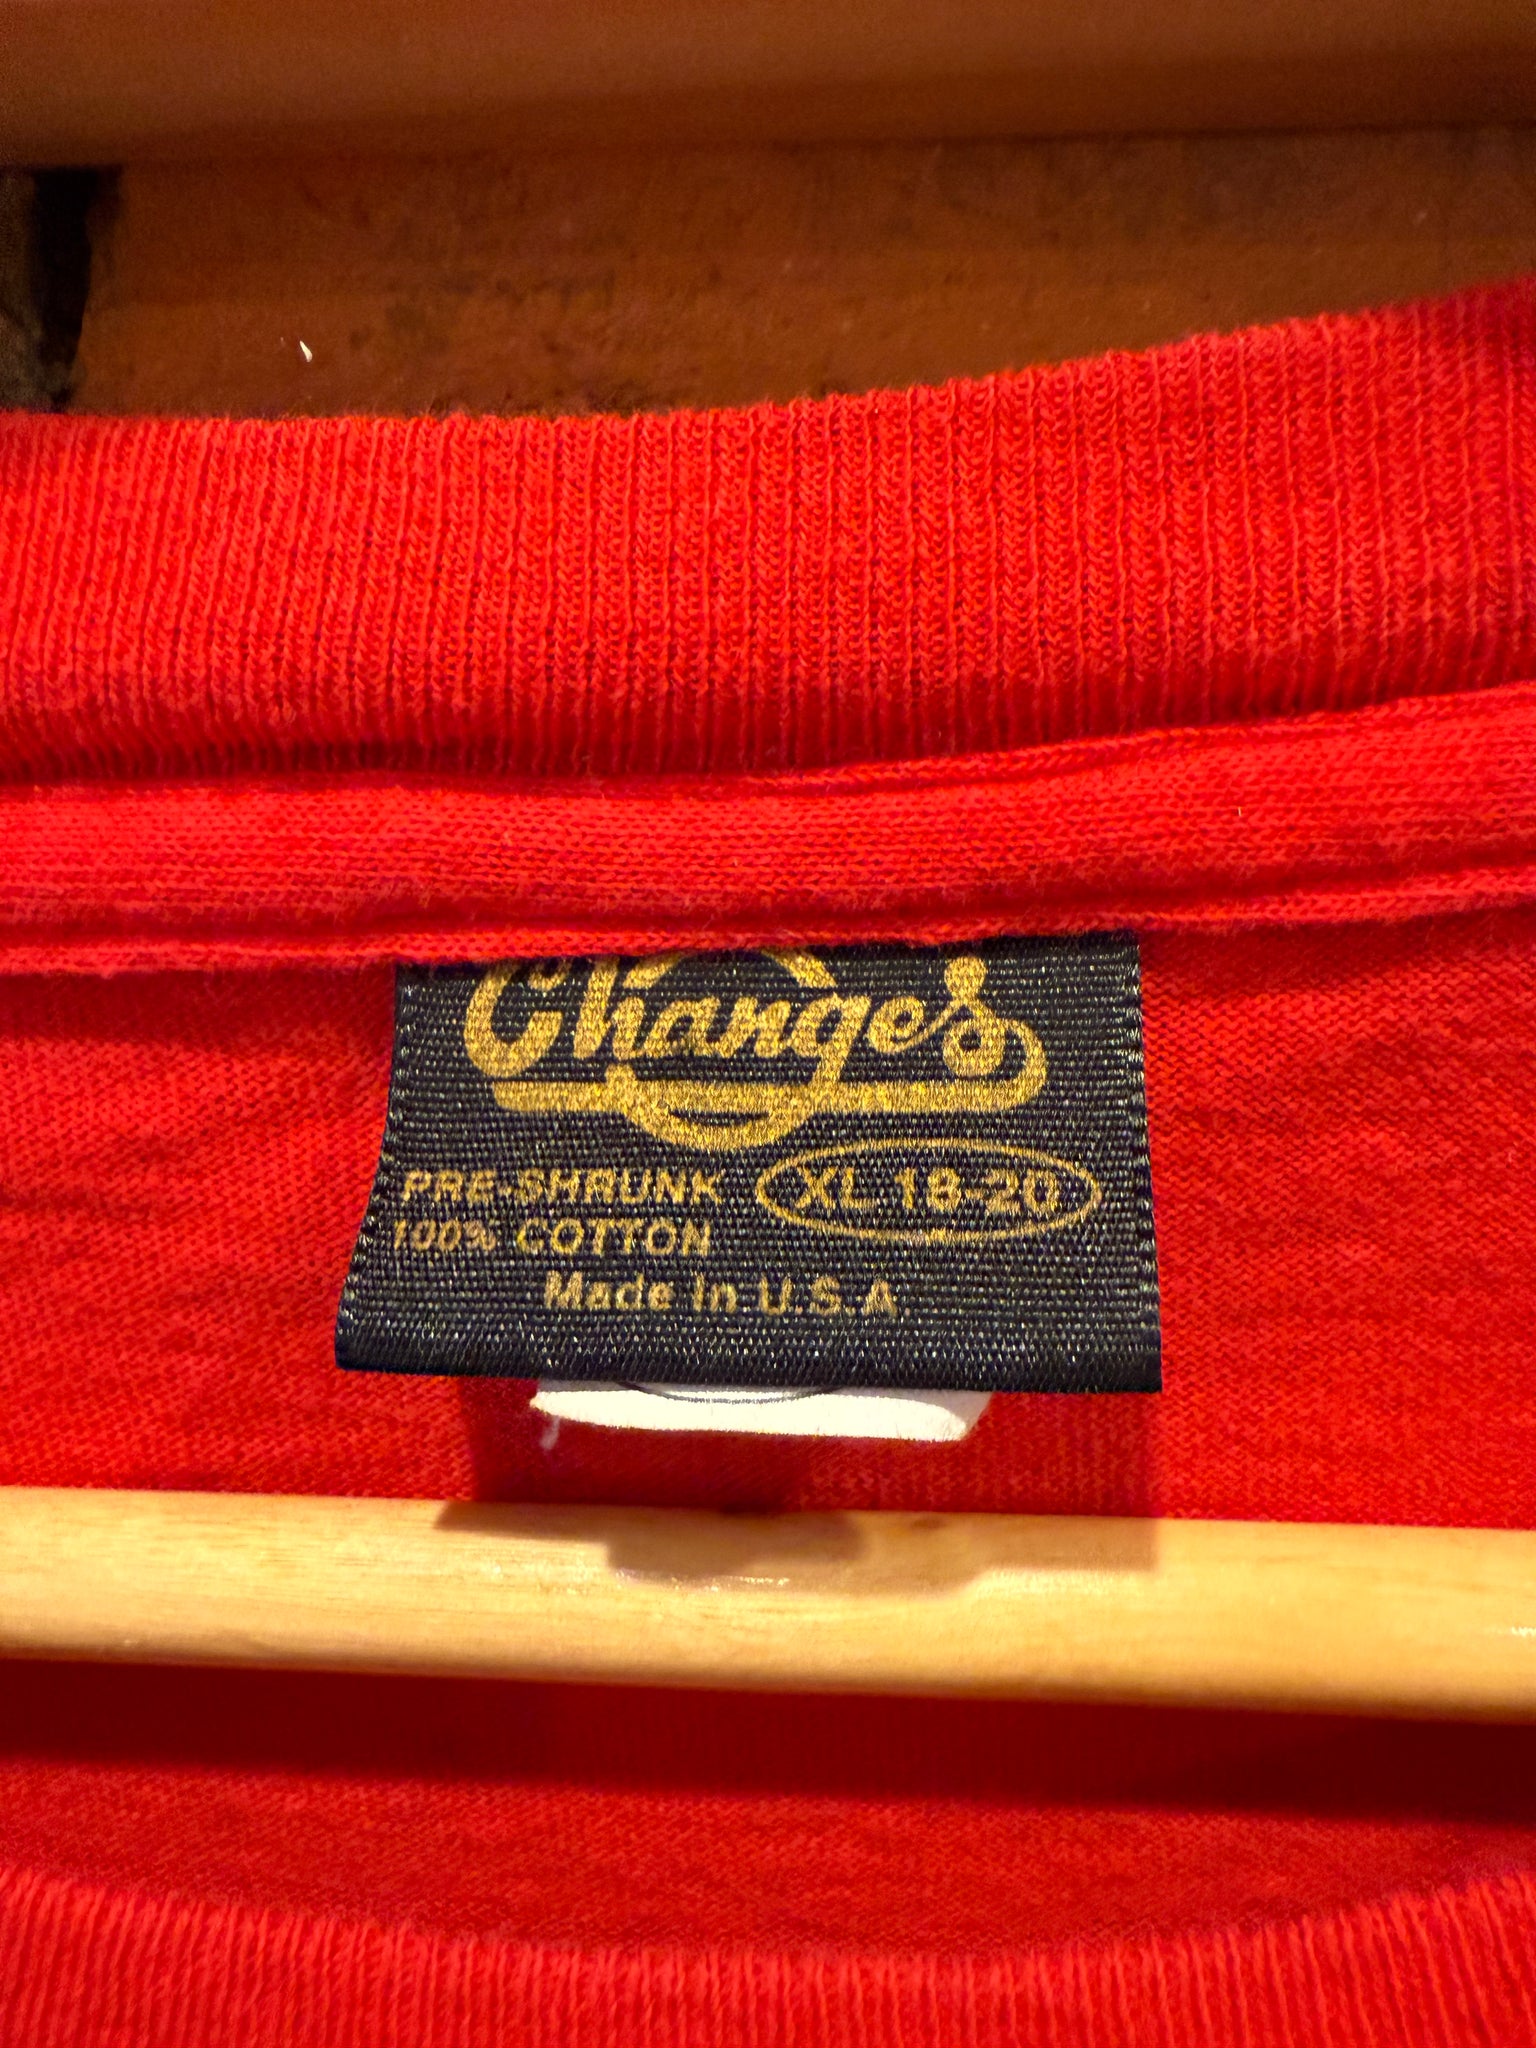 Changes
PRE-SHRUNK XL 18-20
100% COTTON
Made in U.S.A